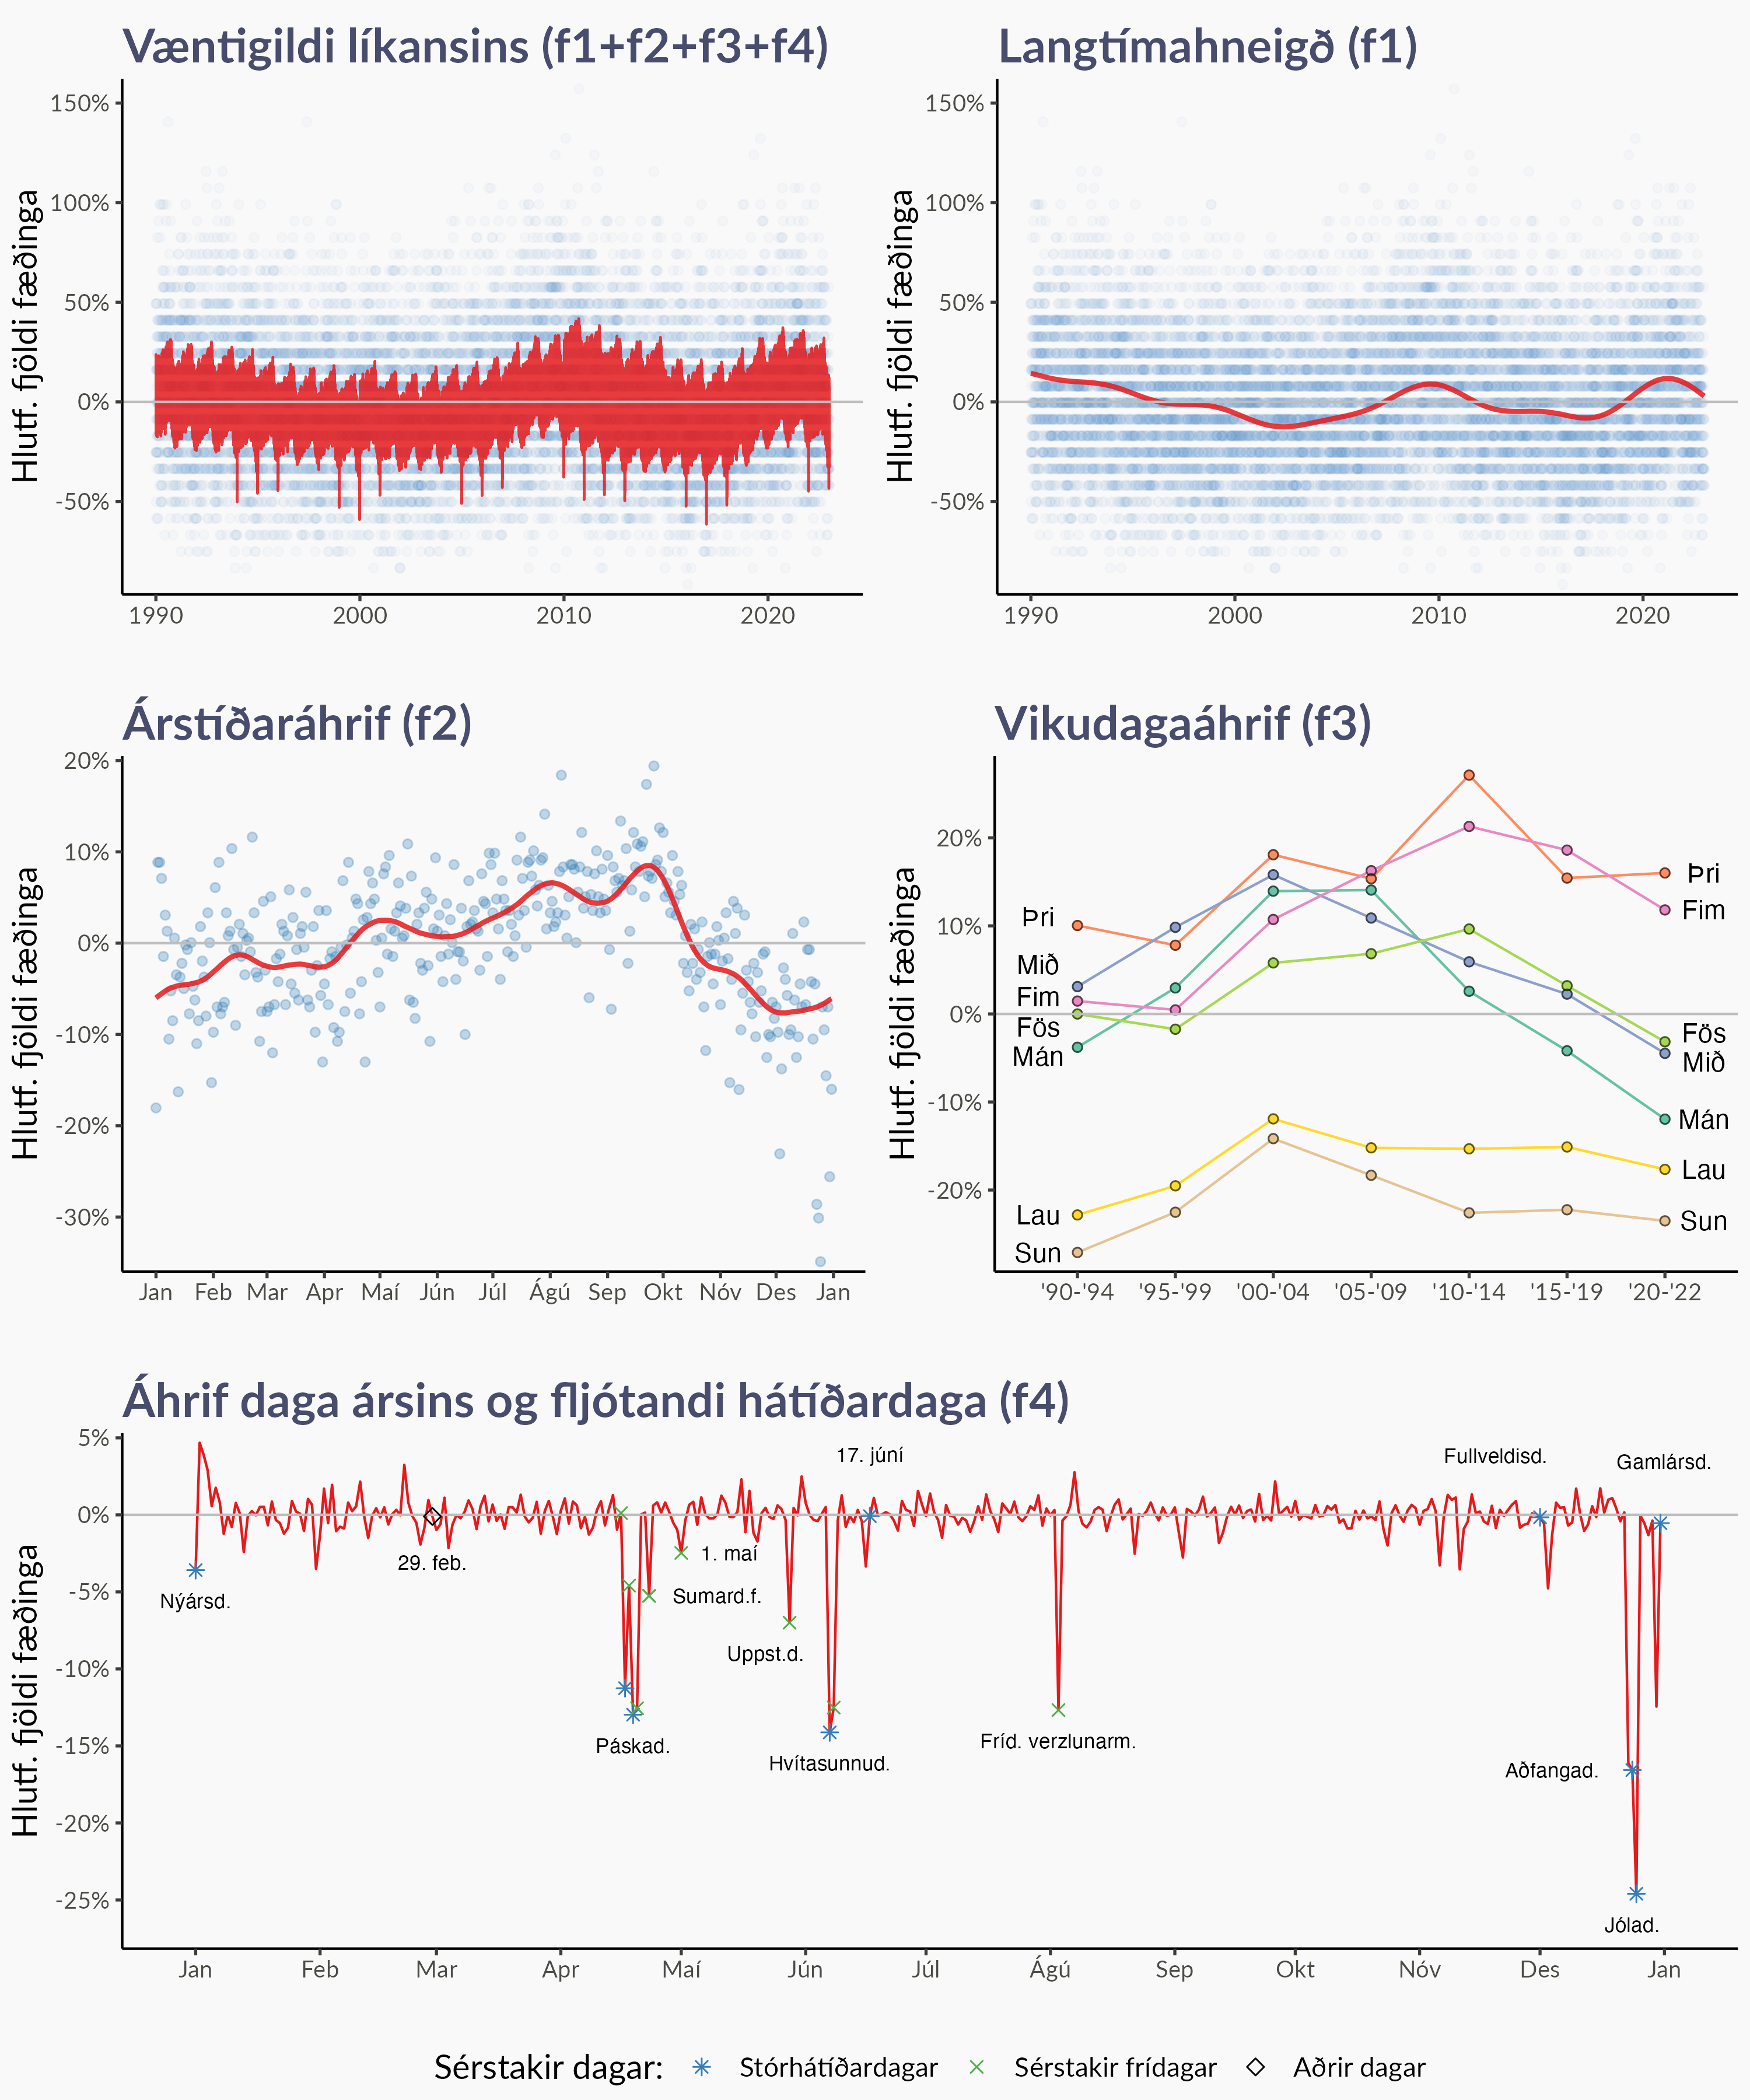 Væntigildi líkansins (f1+f2+f3+f4)
Hlutf. fjöldi fæðinga
150%
100%
50%
0%
-50%
1990 2000 2010 2020
Langtímahneigð (f1)
Hlutf. fjöldi fæðinga
150%
100%
50%
0%
-50%
1990 2000 2010 2020
Árstíðaráhrif (f2)
Hlutf. fjöldi fæðinga
20%
10%
0%
-10%
-20%
-30%
Jan Feb Mar Apr Maí Jún Júl Ágú Sep Okt Nóv Des Jan
Vikudagaáhrif (f3)
Hlutf. fjöldi fæðinga
20%
10%
0%
-10%
-20%
Þri
Mið
Fim
Fös
Mán
Lau
Sun
Þri
Fim
Fös
Mið
Mán
Lau
Sun
'90-'94 '95-'99 '00-'04 '05-'09 '10-'14 '15-'19 '20-'22
Áhrif daga ársins og fljótandi hátíðardaga (f4)
Hlutf. fjöldi fæðinga
5%
0%
-5%
-10%
-15%
-20%
-25%
Nýársd.
29. feb.
Páskad.
Sumard.f.
1. maí
Uppst.d.
Hvítasunnud.
17. júní
Fríd. verzlunarm.
Fullveldisd.
Aðfangad.
Jólad.
Gamlársd.
Jan Feb Mar Apr Maí Jún Júl Ágú Sep Okt Nóv Des Jan
Sérstakir dagar: Stórhátíðardagar Sérstakir frídagar Aðrir dagar